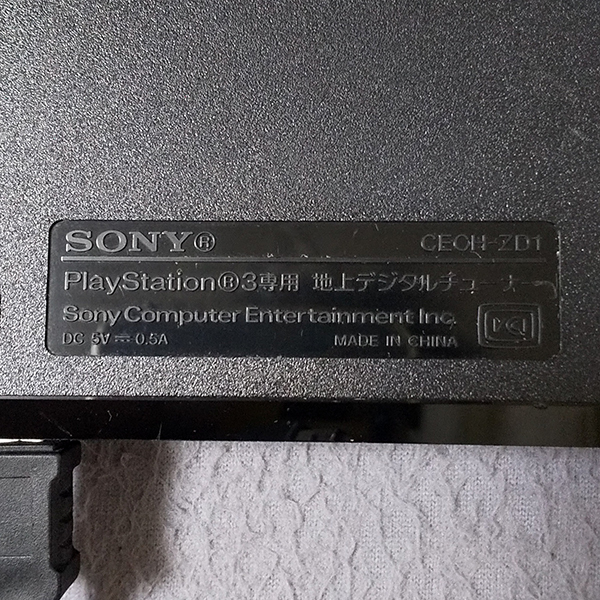 SONY® CECH-ZD1
PlayStation®3専用 地上デジタルチューナー
Sony Computer Entertainment Inc.
DC 5V ⎓ 0.5A MADE IN CHINA